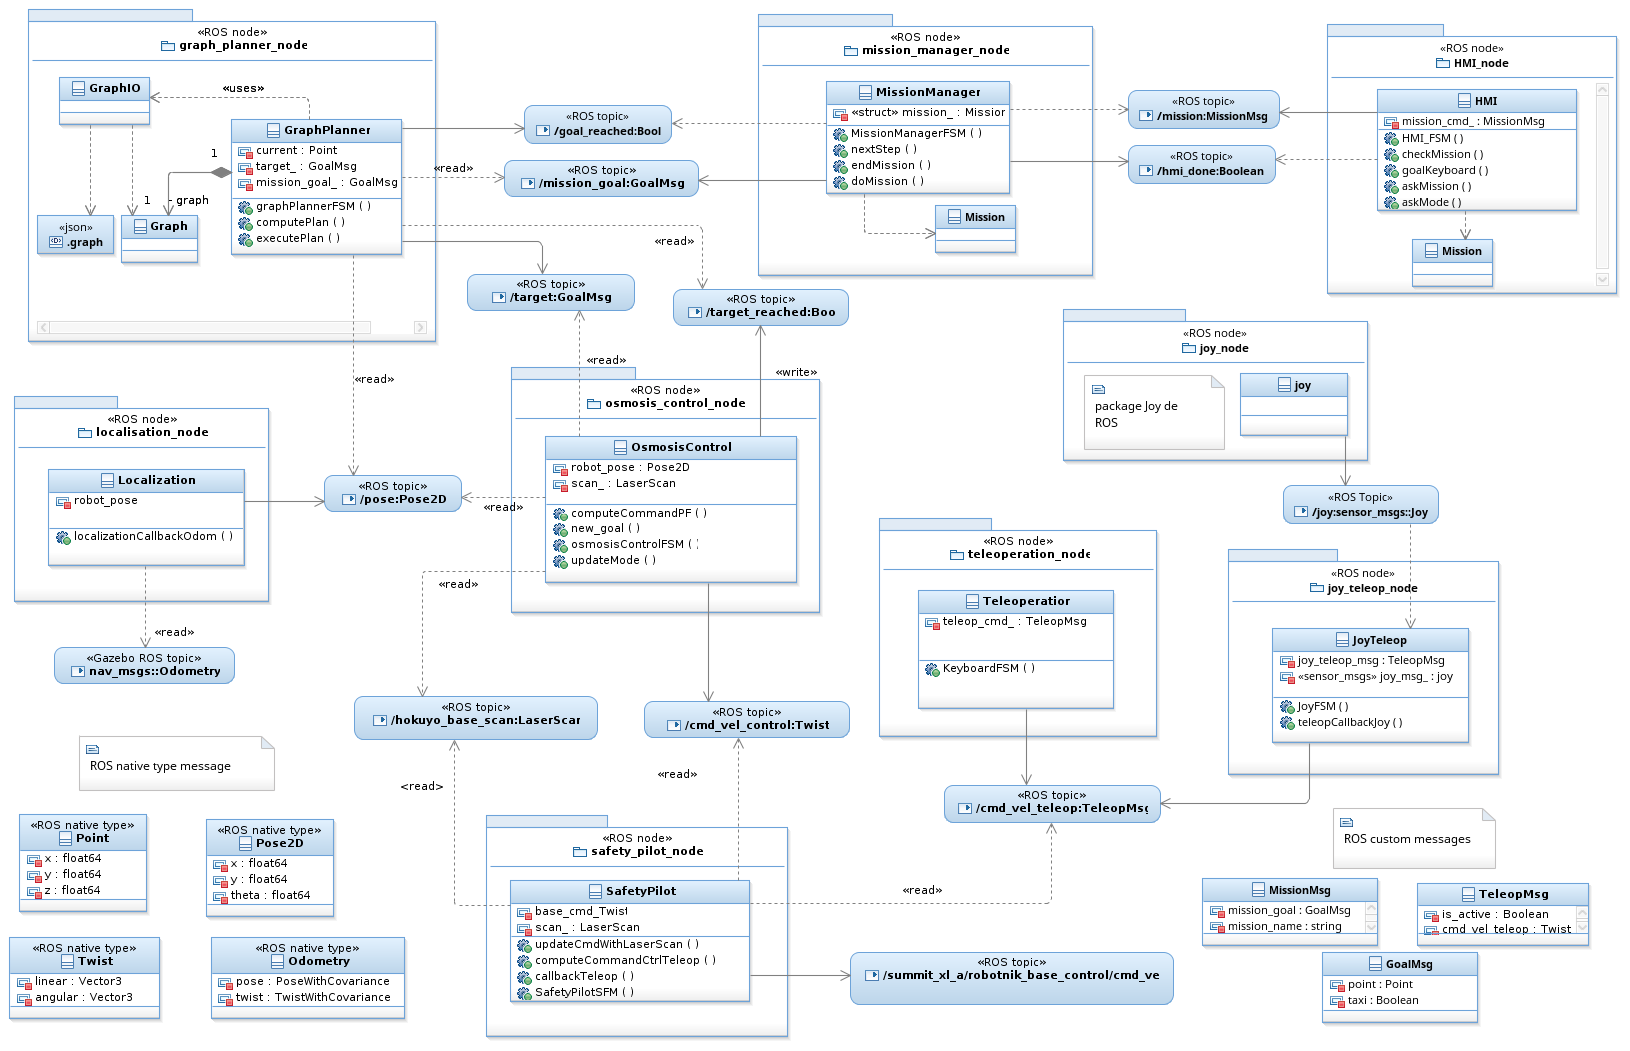 «ROS node»
graph_planner_node
GraphIO
«uses»
GraphPlanner
current : Point
target_ : GoalMsg
mission_goal_ : GoalMsg
graphPlannerFSM ( )
computePlan ( )
executePlan ( )
1
1
- graph
«json»
.graph
Graph
«read»
«read»
«read»
«ROS topic»
/goal_reached:Bool
«ROS topic»
/mission_goal:GoalMsg
«ROS topic»
/target:GoalMsg
«ROS topic»
/target_reached:Boo
«ROS node»
mission_manager_node
MissionManager
«struct» mission_ : Missior
MissionManagerFSM ( )
nextStep ( )
endMission ( )
doMission ( )
Mission
«ROS topic»
/mission:MissionMsg
«ROS topic»
/hmi_done:Boolean
«ROS node»
HMI_node
HMI
mission_cmd_ : MissionMsg
HMI_FSM ( )
checkMission ( )
goalKeyboard ( )
askMission ( )
askMode ( )
Mission
«ROS node»
joy_node
package Joy de
ROS
joy
«ROS Topic»
/joy:sensor_msgs::Joy
«ROS node»
joy_teleop_node
JoyTeleop
joy_teleop_msg : TeleopMsg
«sensor_msgs» joy_msg_ : joy
JoyFSM ( )
teleopCallbackJoy ( )
«ROS node»
localisation_node
Localization
robot_pose
localizationCallbackOdom ( )
«read»
«Gazebo ROS topic»
nav_msgs::Odometry
«ROS topic»
/pose:Pose2D
«read»
«write»
«ROS node»
osmosis_control_node
OsmosisControl
robot_pose : Pose2D
scan_ : LaserScan
computeCommandPF ( )
new_goal ( )
osmosisControlFSM ( )
updateMode ( )
«read»
«read»
«ROS topic»
/hokuyo_base_scan:LaserScar
«ROS topic»
/cmd_vel_control:Twist
«ROS node»
teleoperation_node
Teleoperatior
teleop_cmd_ : TeleopMsg
KeyboardFSM ( )
«ROS topic»
/cmd_vel_teleop:TeleopMsg
<read>
«read»
«read»
«ROS node»
safety_pilot_node
SafetyPilot
base_cmd_Twist
scan_ : LaserScan
updateCmdWithLaserScan ( )
computeCommandCtrlTeleop ( )
callbackTeleop ( )
SafetyPilotSFM ( )
«ROS topic»
/summit_xl_a/robotnik_base_control/cmd_ve
ROS native type message
«ROS native type»
Point
x : float64
y : float64
z : float64
«ROS native type»
Pose2D
x : float64
y : float64
theta : float64
«ROS native type»
Twist
linear : Vector3
angular : Vector3
«ROS native type»
Odometry
pose : PoseWithCovariance
twist : TwistWithCovariance
ROS custom messages
MissionMsg
mission_goal : GoalMsg
mission_name : string
TeleopMsg
is_active : Boolean
cmd_vel_teleop : Twist
GoalMsg
point : Point
taxi : Boolean